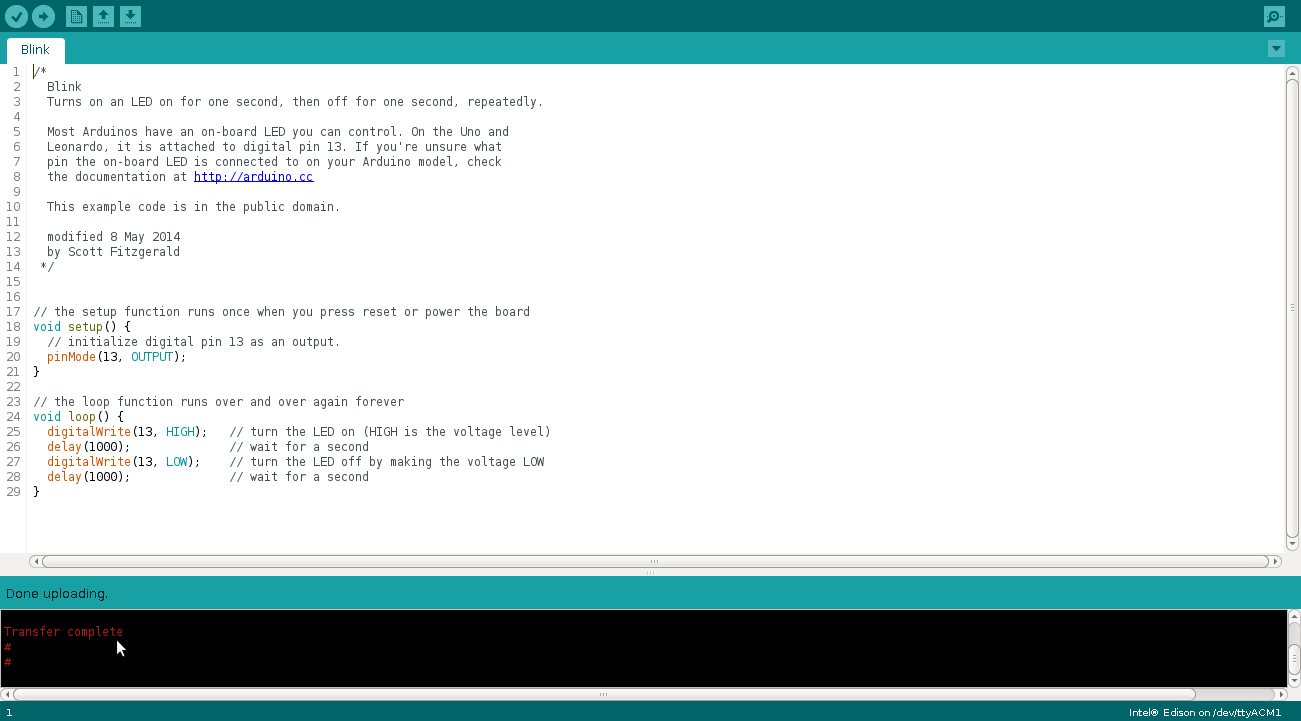 Blink
1 /*
2   Blink
3   Turns on an LED on for one second, then off for one second, repeatedly.
4
5   Most Arduinos have an on-board LED you can control. On the Uno and
6   Leonardo, it is attached to digital pin 13. If you're unsure what
7   pin the on-board LED is connected to on your Arduino model, check
8   the documentation at http://arduino.cc
9
10   This example code is in the public domain.
11
12   modified 8 May 2014
13   by Scott Fitzgerald
14  */
15
16
17 // the setup function runs once when you press reset or power the board
18 void setup() {
19   // initialize digital pin 13 as an output.
20   pinMode(13, OUTPUT);
21 }
22
23 // the loop function runs over and over again forever
24 void loop() {
25   digitalWrite(13, HIGH);   // turn the LED on (HIGH is the voltage level)
26   delay(1000);              // wait for a second
27   digitalWrite(13, LOW);    // turn the LED off by making the voltage LOW
28   delay(1000);              // wait for a second
29 }
Done uploading.
Transfer complete
#
#
1 Intel® Edison on /dev/ttyACM1